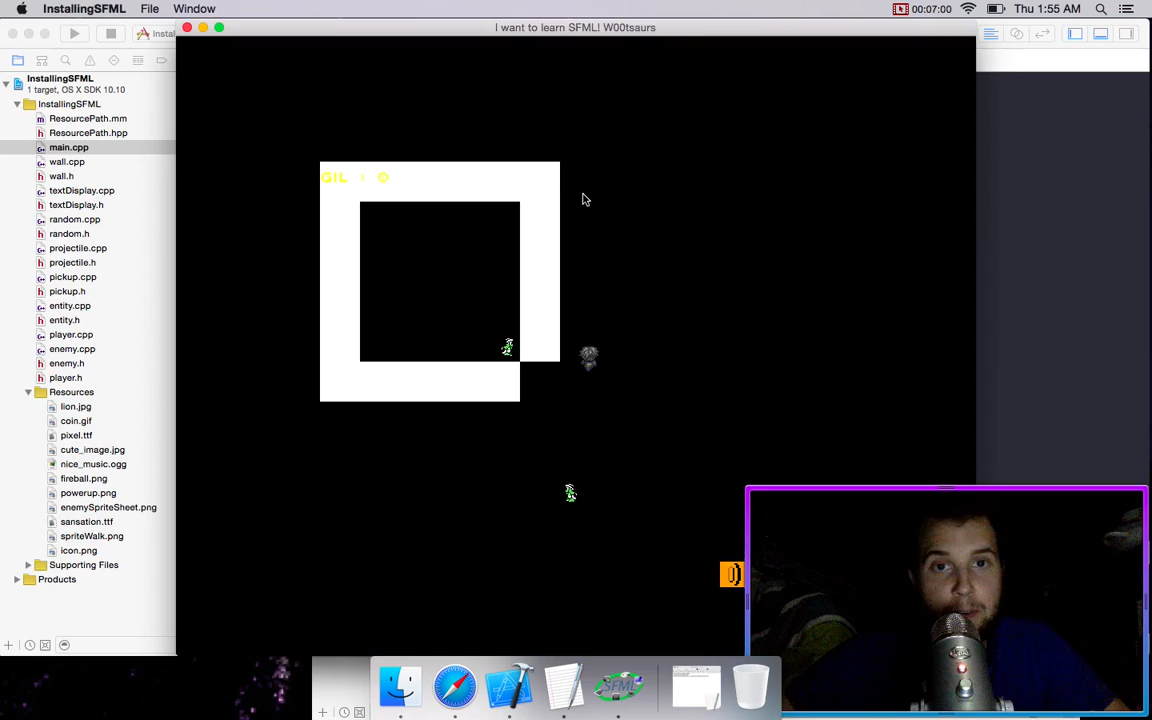 InstallingSFML File Window 00:07:00 Thu 1:55 AM
I want to learn SFML! W00tsaurs
Instal
InstallingSFML
1 target, OS X SDK 10.10
InstallingSFML
ResourcePath.mm
ResourcePath.hpp
main.cpp
wall.cpp
wall.h
textDisplay.cpp
textDisplay.h
random.cpp
random.h
projectile.cpp
projectile.h
pickup.cpp
pickup.h
entity.cpp
entity.h
player.cpp
enemy.cpp
enemy.h
player.h
Resources
lion.jpg
coin.gif
pixel.ttf
cute_image.jpg
nice_music.ogg
fireball.png
powerup.png
enemySpriteSheet.png
sansation.ttf
spriteWalk.png
icon.png
Supporting Files
Products
GIL : 0
SFML